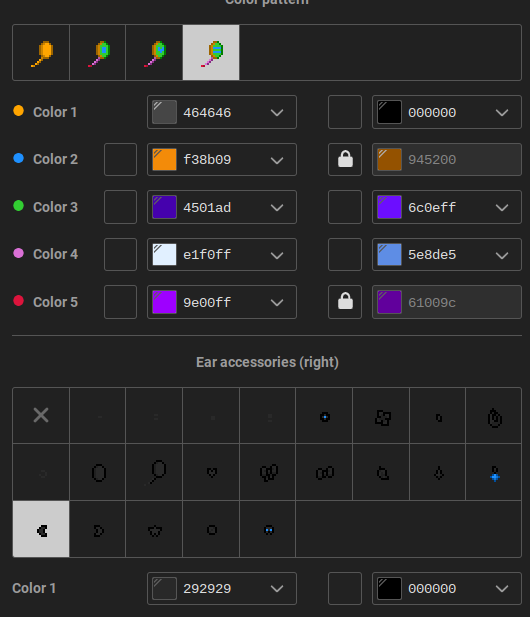 Color pattern
Color 1 464646 000000
Color 2 f38b09 945200
Color 3 4501ad 6c0eff
Color 4 e1f0ff 5e8de5
Color 5 9e00ff 61009c
Ear accessories (right)
Color 1 292929 000000